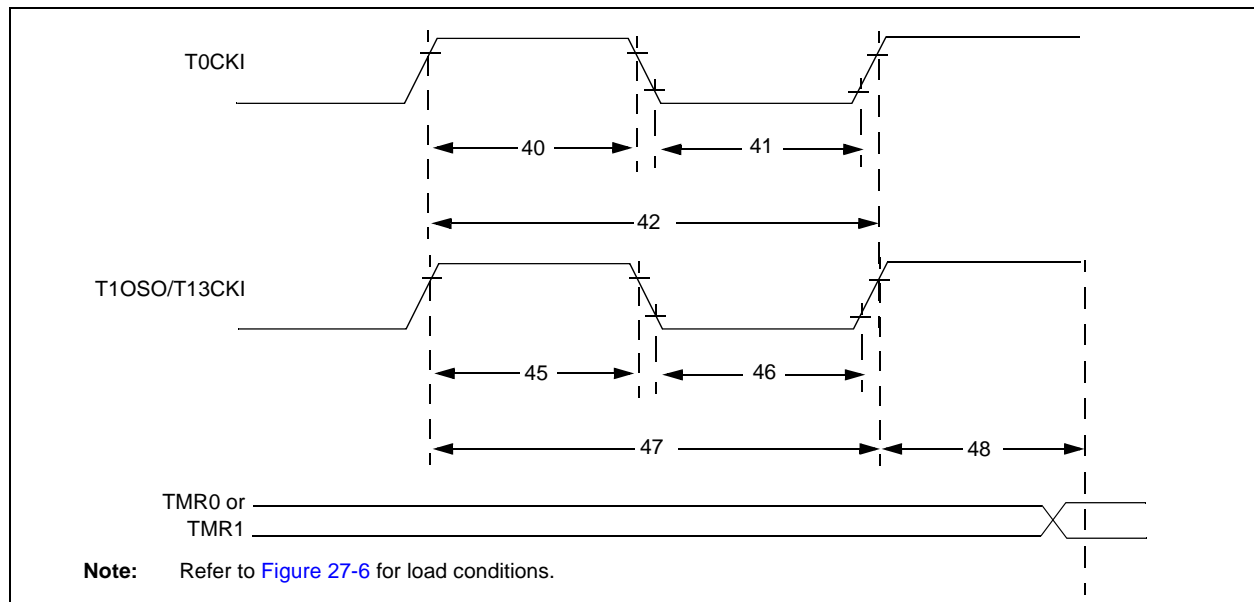 T0CKI
40
41
42
T1OSO/T13CKI
45
46
47
48
TMR0 or
TMR1
Note: Refer to Figure 27-6 for load conditions.